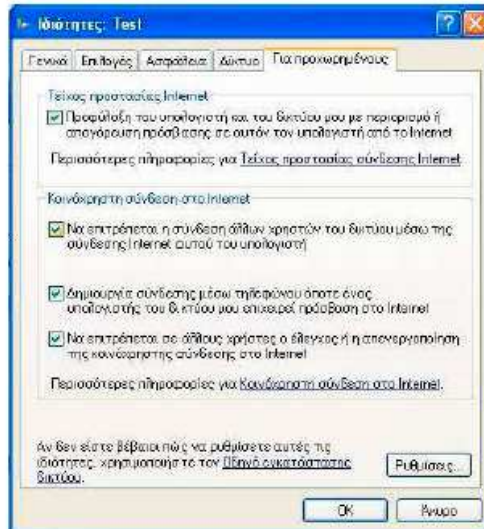 Ιδιότητες: Test
Γενικά Επιλογές Ασφάλεια Δίκτυο Για προχωρημένους
Τείχος προστασίας Internet
Προφύλαξη του υπολογιστή και του δικτύου μου με περιορισμό ή
απαγόρευση πρόσβασης σε αυτόν τον υπολογιστή από το Internet
Περισσότερες πληροφορίες για Τείχος προστασίας σύνδεσης Internet.
Κοινόχρηστη σύνδεση στο Internet
Να επιτρέπεται η σύνδεση άλλων χρηστών του δικτύου μέσω της
σύνδεσης Internet αυτού του υπολογιστή
Δημιουργία σύνδεσης μέσω τηλεφώνου όποτε ένας
υπολογιστής του δικτύου μου επιχειρεί πρόσβαση στο Internet
Να επιτρέπεται σε άλλους χρήστες ο έλεγχος ή η απενεργοποίηση
της κοινόχρηστης σύνδεσης στο Internet
Περισσότερες πληροφορίες για Κοινόχρηστη σύνδεση στο Internet.
Αν δεν είστε βέβαιοι πώς να ρυθμίσετε αυτές τις
ιδιότητες, χρησιμοποιήστε τον Οδηγό εγκατάστασης
δικτύου.
Ρυθμίσεις...
OK Άκυρο